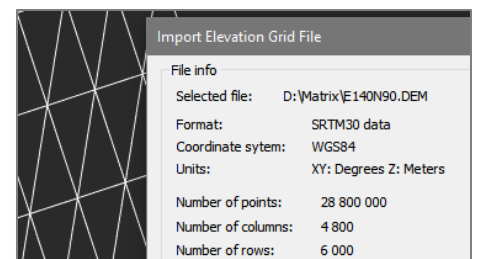 Import Elevation Grid File
File info
Selected file: D:\Matrix\E140N90.DEM
Format: SRTM30 data
Coordinate sytem: WGS84
Units: XY: Degrees Z: Meters
Number of points: 28 800 000
Number of columns: 4 800
Number of rows: 6 000